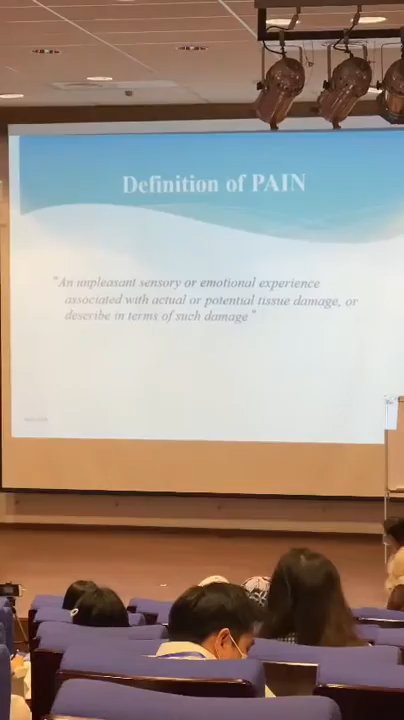 Definition of PAIN
"An unpleasant sensory or emotional experience
associated with actual or potential tissue damage, or
describe in terms of such damage"